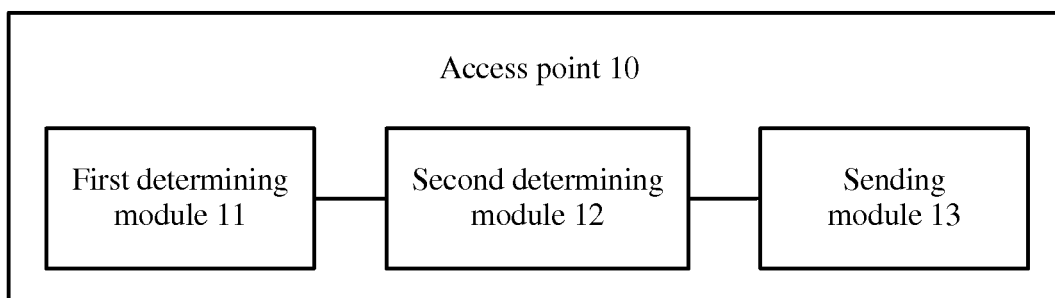 Access point 10
First determining
module 11
Second determining
module 12
Sending
module 13